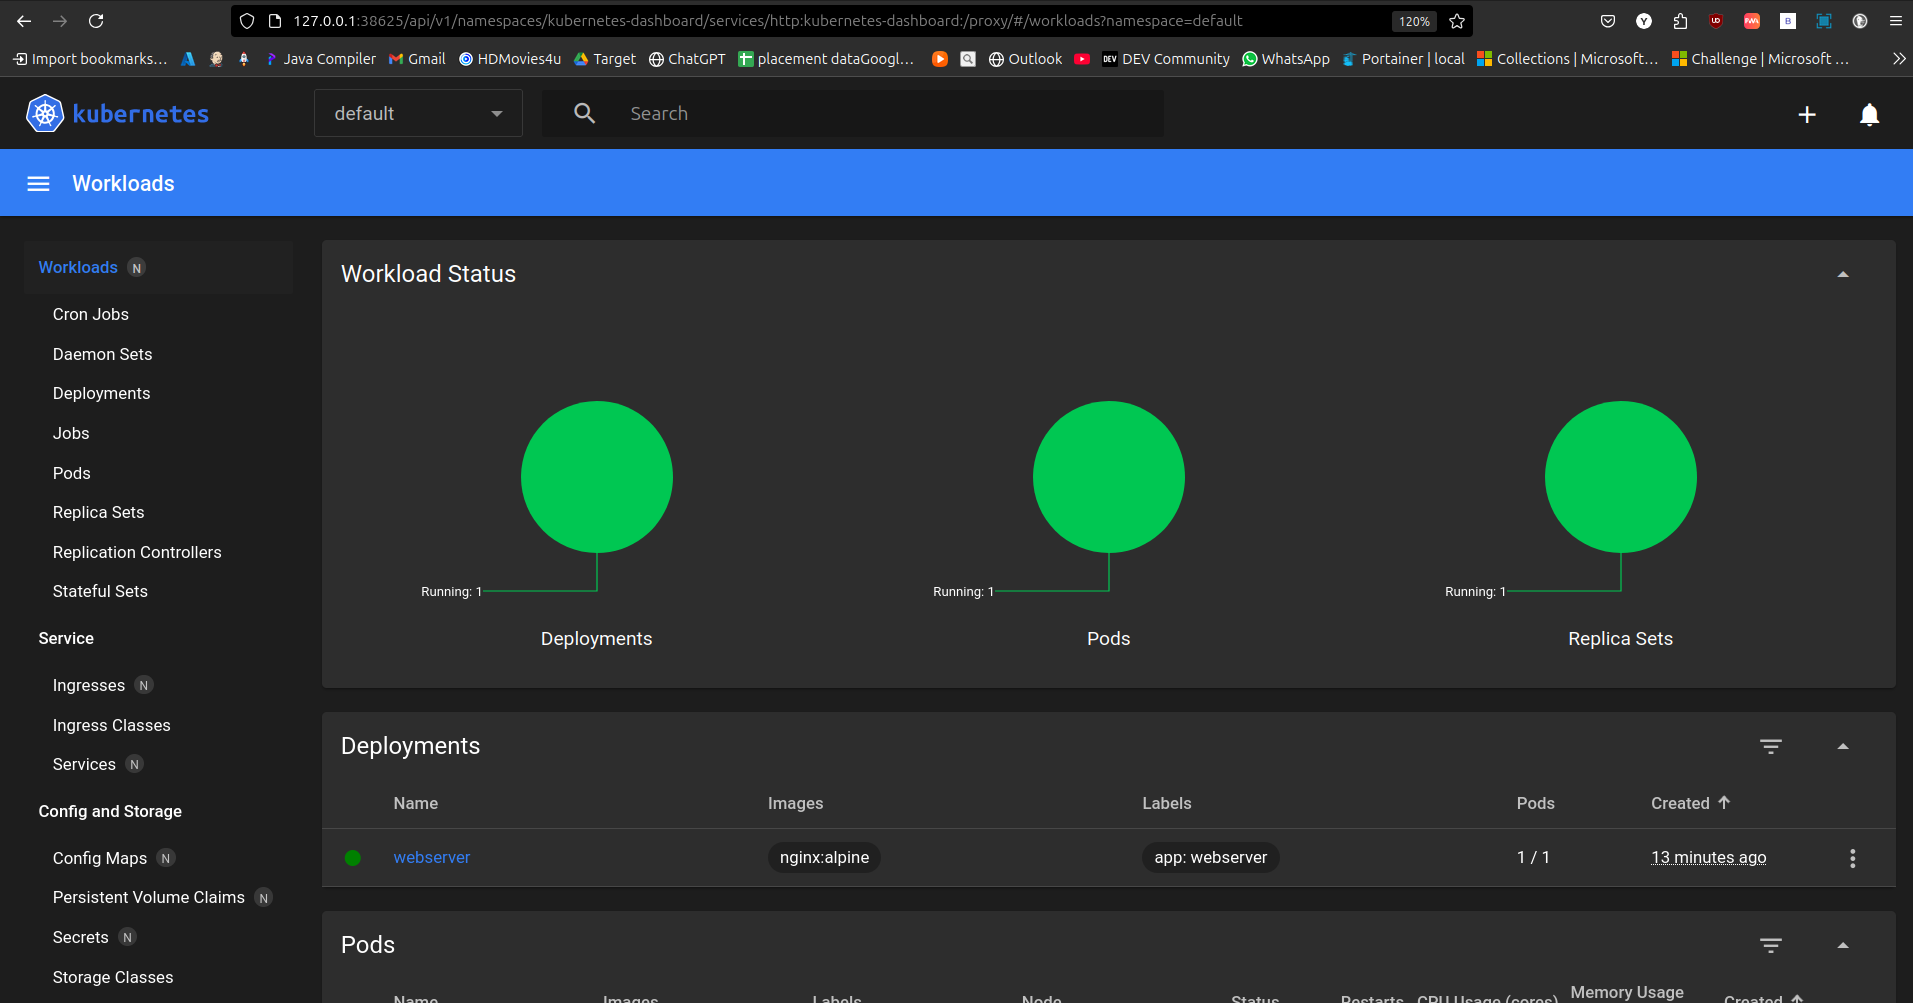 127.0.0.1:38625/api/v1/namespaces/kubernetes-dashboard/services/http:kubernetes-dashboard:/proxy/#/workloads?namespace=default 120%
Import bookmarks... Java Compiler Gmail HDMovies4u Target ChatGPT placement dataGoogl... Outlook DEV DEV Community WhatsApp Portainer | local Collections | Microsoft... Challenge | Microsoft ...
kubernetes default Search
Workloads
Workloads N
Cron Jobs
Daemon Sets
Deployments
Jobs
Pods
Replica Sets
Replication Controllers
Stateful Sets
Service
Ingresses N
Ingress Classes
Services N
Config and Storage
Config Maps N
Persistent Volume Claims N
Secrets N
Storage Classes
Workload Status
Running: 1 Running: 1 Running: 1
Deployments Pods Replica Sets
Deployments
Name Images Labels Pods Created
webserver nginx:alpine app: webserver 1 / 1 13 minutes ago
Pods
Name Images Labels Node Status Restarts CPU Usage (cores) Memory Usage Created